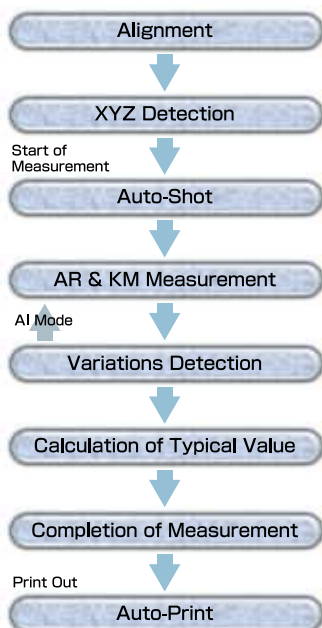 Alignment
XYZ Detection
Start of
Measurement
Auto-Shot
AR & KM Measurement
AI Mode
Variations Detection
Calculation of Typical Value
Completion of Measurement
Print Out
Auto-Print